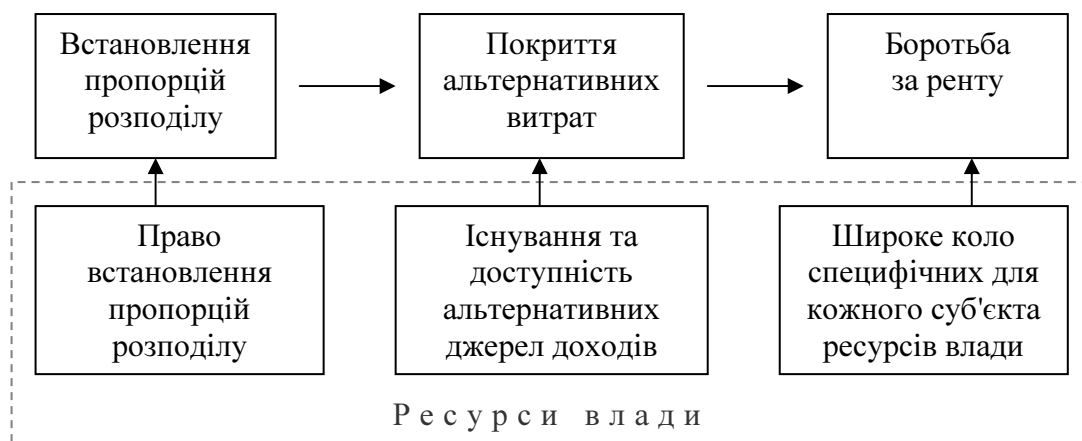 Встановлення
пропорцій
розподілу
Покриття
альтернативних
витрат
Боротьба
за ренту
Право
встановлення
пропорцій
розподілу
Існування та
доступність
альтернативних
джерел доходів
Широке коло
специфічних для
кожного суб'єкта
ресурсів влади
Ресурси влади